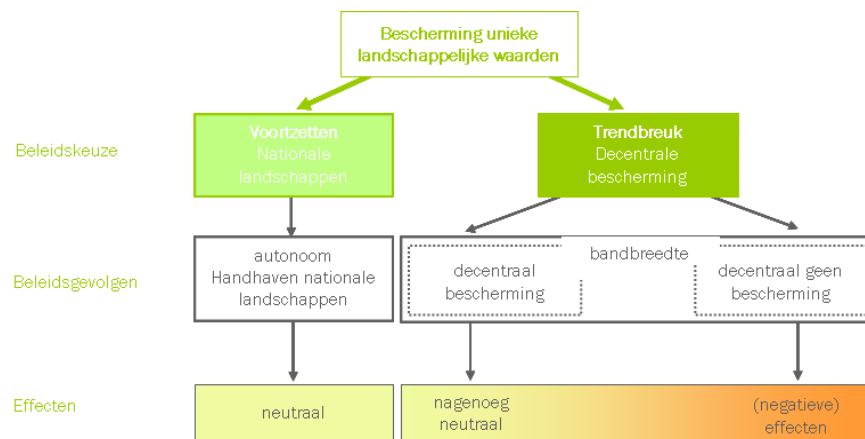 Bescherming unieke
landschappelijke waarden
Beleidskeuze
Voortzetten
Nationale
landschappen
Trendbreuk
Decentrale
bescherming
Beleidsgevolgen
autonoom
Handhaven nationale
landschappen
bandbreedte
decentraal
bescherming
decentraal geen
bescherming
Effecten
neutraal
nagenoeg
neutraal
(negatieve)
effecten